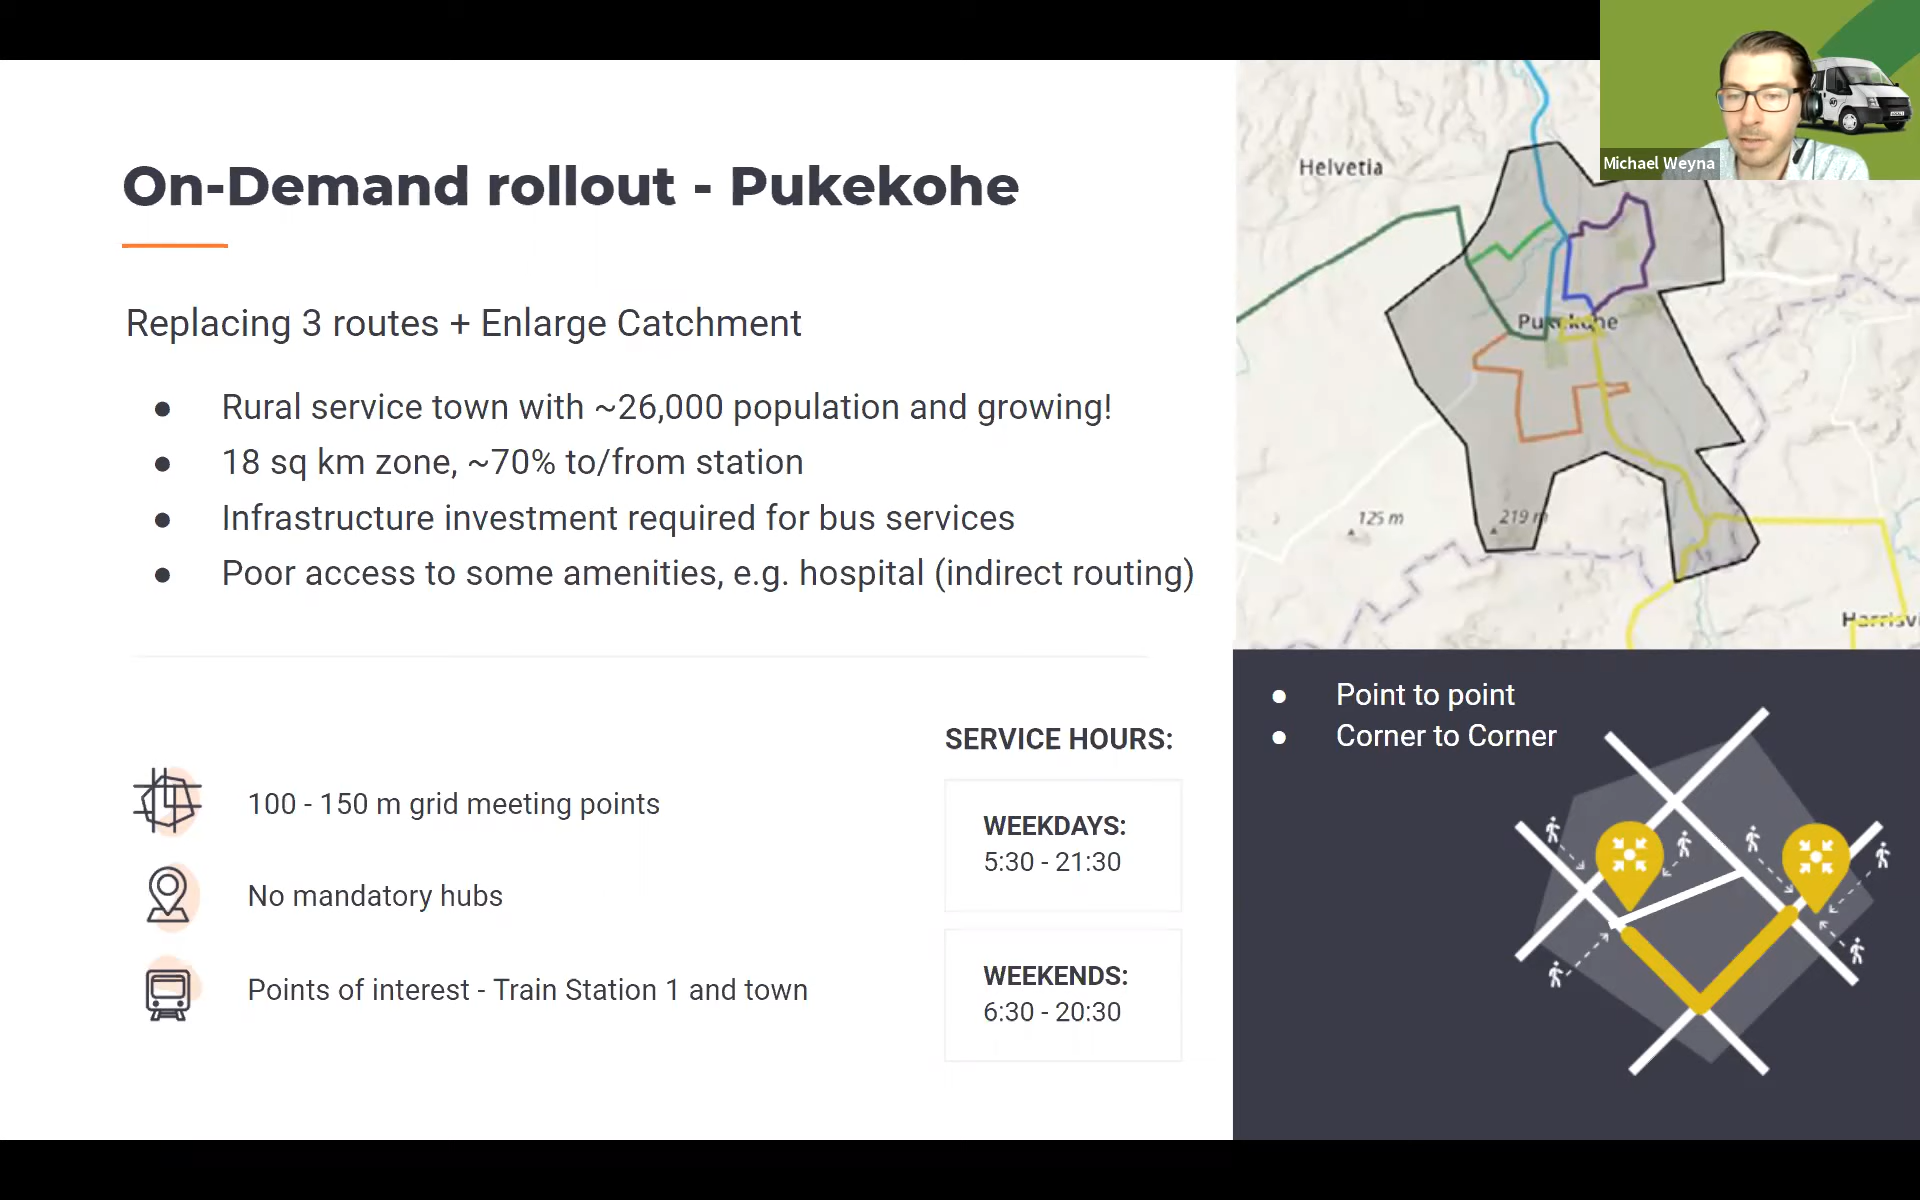 Michael Weyna
On-Demand rollout - Pukekohe
Replacing 3 routes + Enlarge Catchment
● Rural service town with ~26,000 population and growing!
● 18 sq km zone, ~70% to/from station
● Infrastructure investment required for bus services
● Poor access to some amenities, e.g. hospital (indirect routing)
100 - 150 m grid meeting points
No mandatory hubs
Points of interest - Train Station 1 and town
SERVICE HOURS:
WEEKDAYS:
5:30 - 21:30
WEEKENDS:
6:30 - 20:30
Helvetia
Pukekohe
125 m
219 m
● Point to point
● Corner to Corner